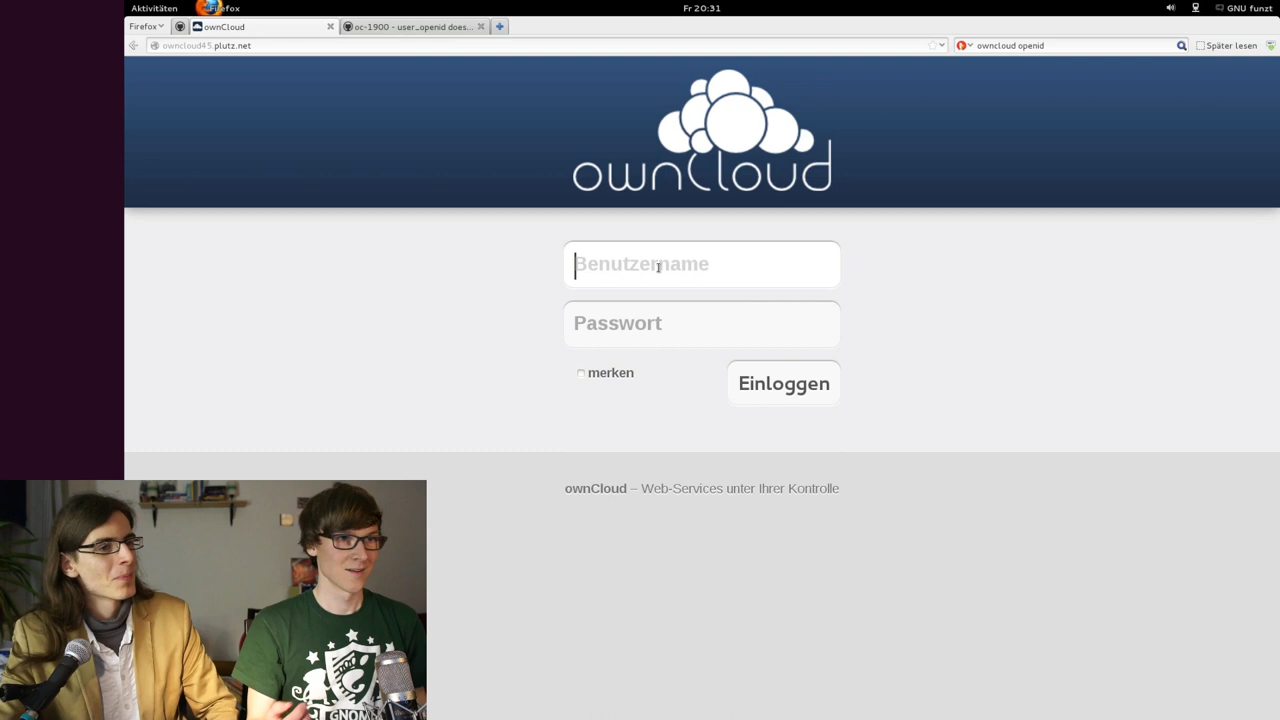 Aktivitäten Firefox Fr 20:31 GNU funzt
Firefox ownCloud oc-1900 - user_openid does...
owncloud45.plutz.net owncloud openid Später lesen
ownCloud
Benutzername
Passwort
merken Einloggen
ownCloud – Web-Services unter Ihrer Kontrolle
GNOM